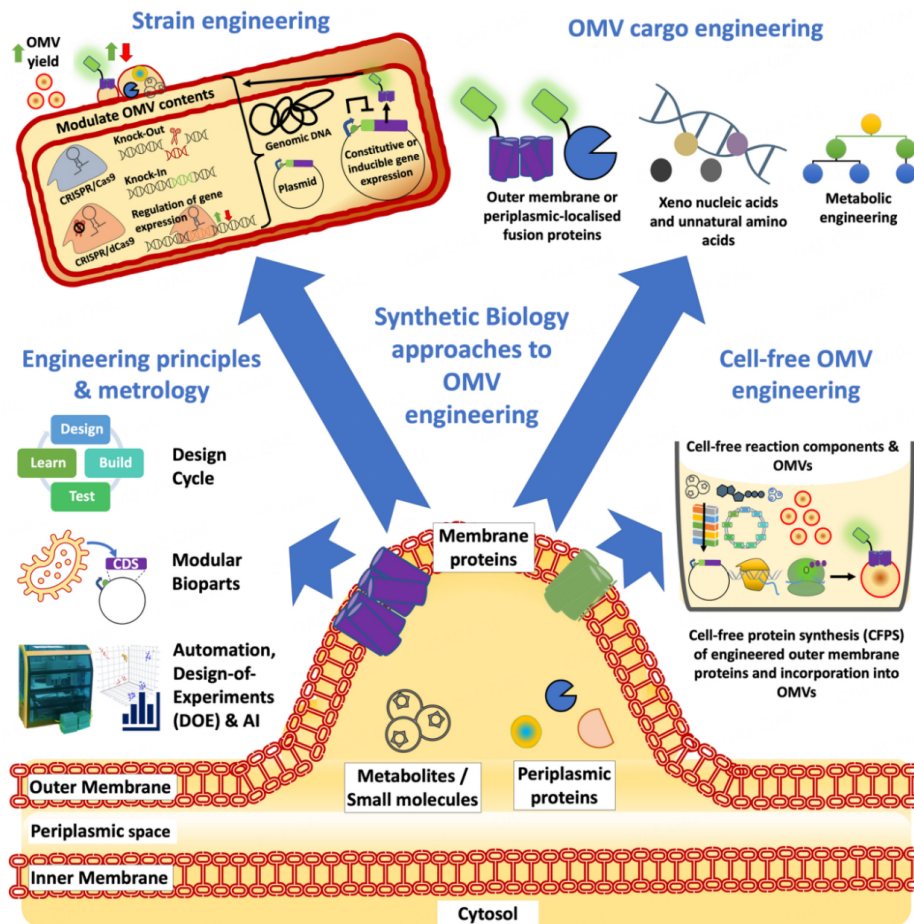 Strain engineering
OMV
yield
Modulate OMV contents
Knock-Out
CRISPR/Cas9
Knock-In
Regulation of gene
expression
CRISPR/dCas9
Genomic DNA
Plasmid
Constitutive or
inducible gene
expression
OMV cargo engineering
Outer membrane or
periplasmic-localised
fusion proteins
Xeno nucleic acids
and unnatural amino
acids
Metabolic
engineering
Synthetic Biology
approaches to
OMV
engineering
Engineering principles
& metrology
Design
Learn
Build
Test
Design
Cycle
CDS
Modular
Bioparts
Automation,
Design-of-
Experiments
(DOE) & AI
Cell-free OMV
engineering
Cell-free reaction components &
OMVs
Cell-free protein synthesis (CFPS)
of engineered outer membrane
proteins and incorporation into
OMVs
Membrane
proteins
Metabolites /
Small molecules
Periplasmic
proteins
Outer Membrane
Periplasmic space
Inner Membrane
Cytosol